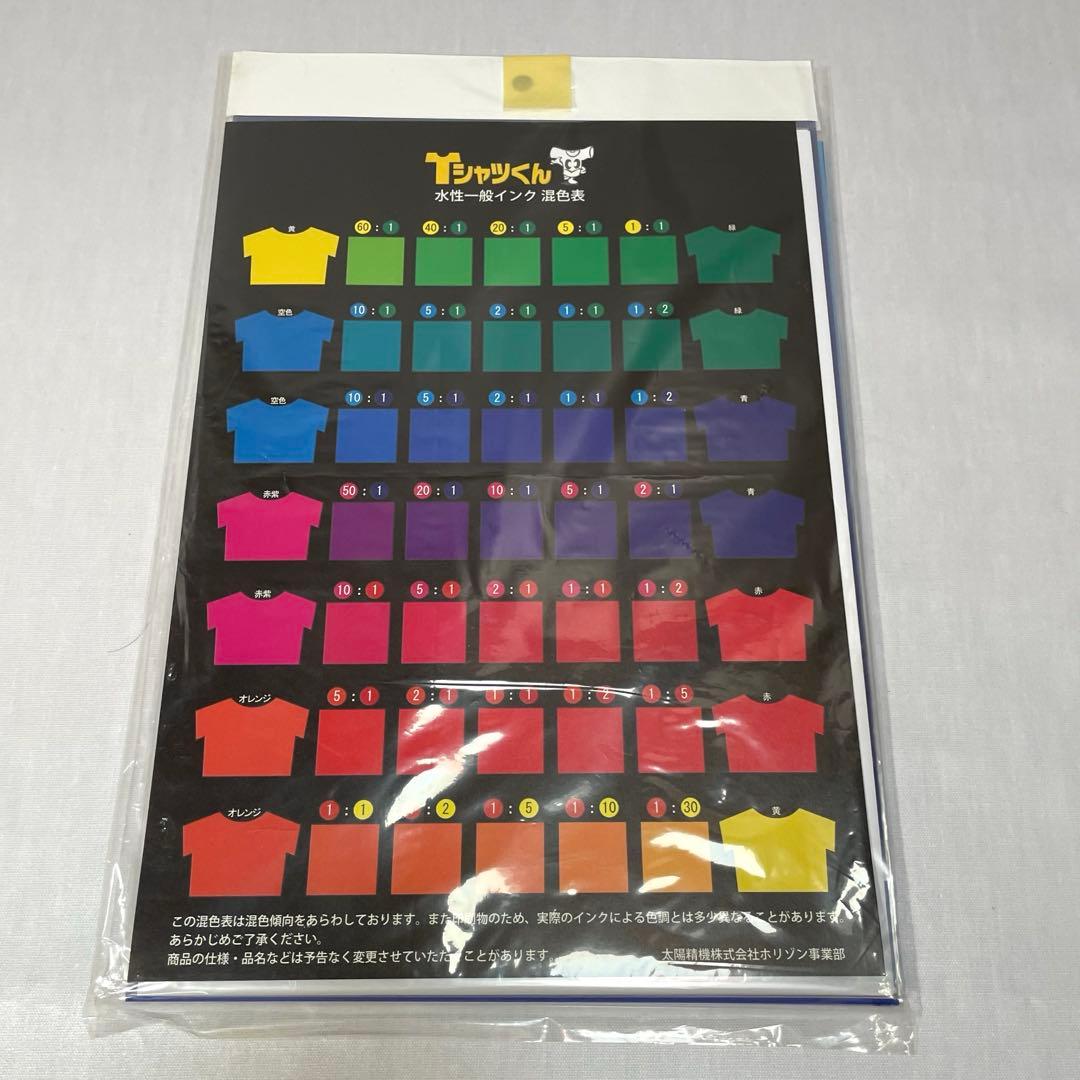 Tシャツくん
水性一般インク 混色表
黄 60:1 40:1 20:1 5:1 1:1 緑
空色 10:1 5:1 2:1 1:1 1:2 緑
空色 10:1 5:1 2:1 1:1 1:2 青
赤紫 50:1 20:1 10:1 5:1 2:1 青
赤紫 10:1 5:1 2:1 1:1 1:2 赤
オレンジ 5:1 2:1 1:1 1:2 1:5 赤
オレンジ 1:1 :2 1:5 1:10 1:30 黄
この混色表は混色傾向をあらわしております。また印刷物のため、実際のインクによる色調とは多少異なることがあります。
あらかじめご了承ください。
商品の仕様・品名などは予告なく変更させていただくことがあります。 太陽精機株式会社ホリゾン事業部